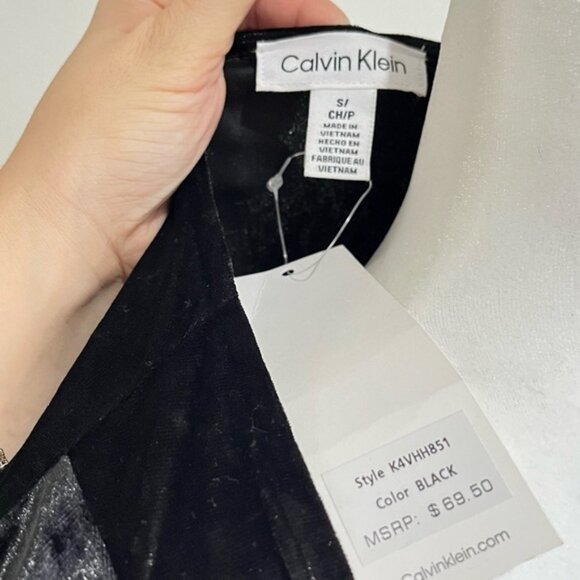 Calvin Klein
S/
CH/P
MADE IN
VIETNAM
HECHO EN
VIETNAM
FABRIQUE AU
VIETNAM
Style K4VHH851
Color BLACK
MSRP: $69.50
Calvinklein.com